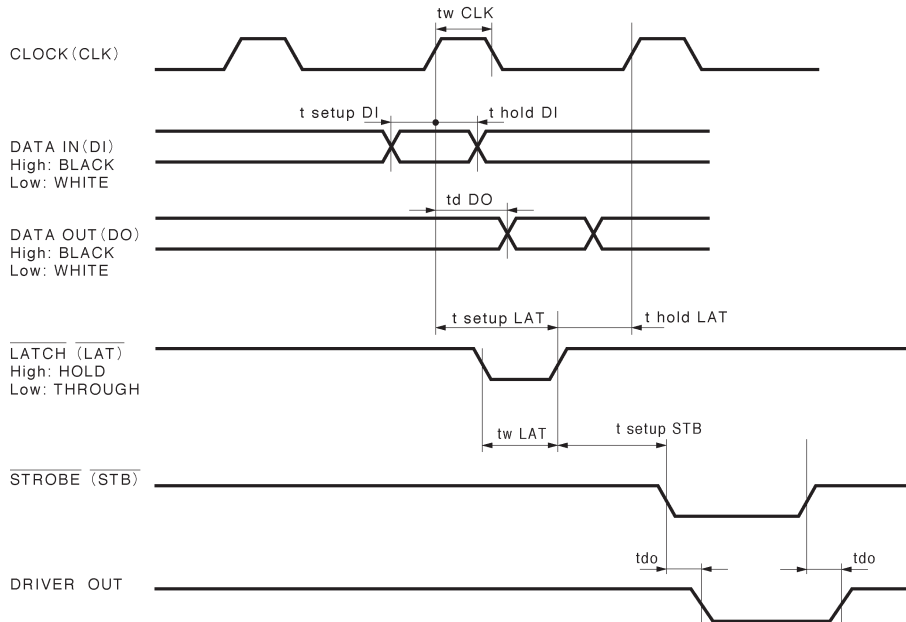 tw CLK
CLOCK(CLK)
t setup DI
t hold DI
DATA IN(DI)
High: BLACK
Low: WHITE
td DO
DATA OUT(DO)
High: BLACK
Low: WHITE
t setup LAT
t hold LAT
LATCH (LAT)
High: HOLD
Low: THROUGH
tw LAT
t setup STB
STROBE (STB)
tdo
tdo
DRIVER OUT